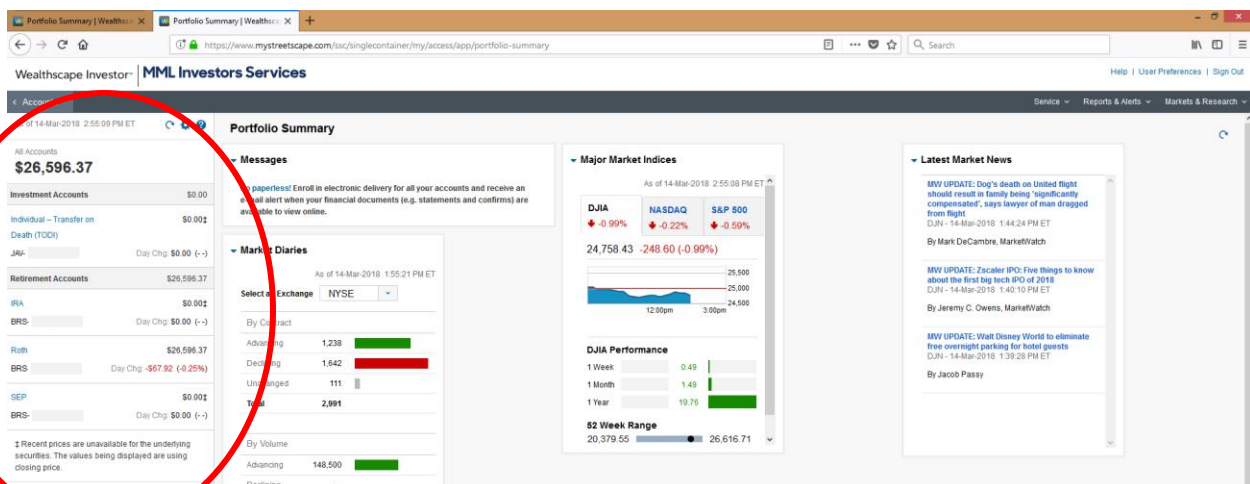 Portfolio Summary | Wealthsca
Portfolio Summary | Wealthsca
https://www.mystreetscape.com/ssc/singlecontainer/my/access/app/portfolio-summary
Search
Wealthscape Investor
MML Investors Services
Help | User Preferences | Sign Out
Service
Reports & Alerts
Markets & Research
of 14-Mar-2018 2:55:09 PM ET
All Accounts
$26,596.37
Investment Accounts $0.00
Individual – Transfer on $0.00‡
Death (TODI)
JAV- Day Chg: $0.00 (--)
Retirement Accounts $26,596.37
IRA $0.00‡
BRS- Day Chg: $0.00 (--)
Roth $26,596.37
BRS Day Chg: -$67.92 (-0.25%)
SEP $0.00‡
BRS- Day Chg: $0.00 (--)
‡ Recent prices are unavailable for the underlying
securities. The values being displayed are using
closing price.
Portfolio Summary
Messages
paperless! Enroll in electronic delivery for all your accounts and receive an
e-mail alert when your financial documents (e.g. statements and confirms) are
available to view online.
Market Diaries
As of 14-Mar-2018 1:55:21 PM ET
Select an Exchange NYSE
By Contract
Advancing 1,238
Declining 1,642
Unchanged 111
Total 2,991
By Volume
Advancing 148,500
Declining
Major Market Indices
As of 14-Mar-2018 2:55:08 PM ET
DJIA NASDAQ S&P 500
-0.99% -0.22% -0.59%
24,758.43 -248.60 (-0.99%)
25,500
25,000
24,500
12:00pm 3:00pm
DJIA Performance
1 Week 0.49
1 Month 1.49
1 Year 19.76
52 Week Range
20,379.55 26,616.71
Latest Market News
MW UPDATE: Dog's death on United flight
should result in family being 'significantly
compensated', says lawyer of man dragged
from flight
DJN - 14-Mar-2018 1:44:24 PM ET
By Mark DeCambre, MarketWatch
MW UPDATE: Zscaler IPO: Five things to know
about the first big tech IPO of 2018
DJN - 14-Mar-2018 1:40:10 PM ET
By Jeremy C. Owens, MarketWatch
MW UPDATE: Walt Disney World to eliminate
free overnight parking for hotel guests
DJN - 14-Mar-2018 1:39:28 PM ET
By Jacob Passy